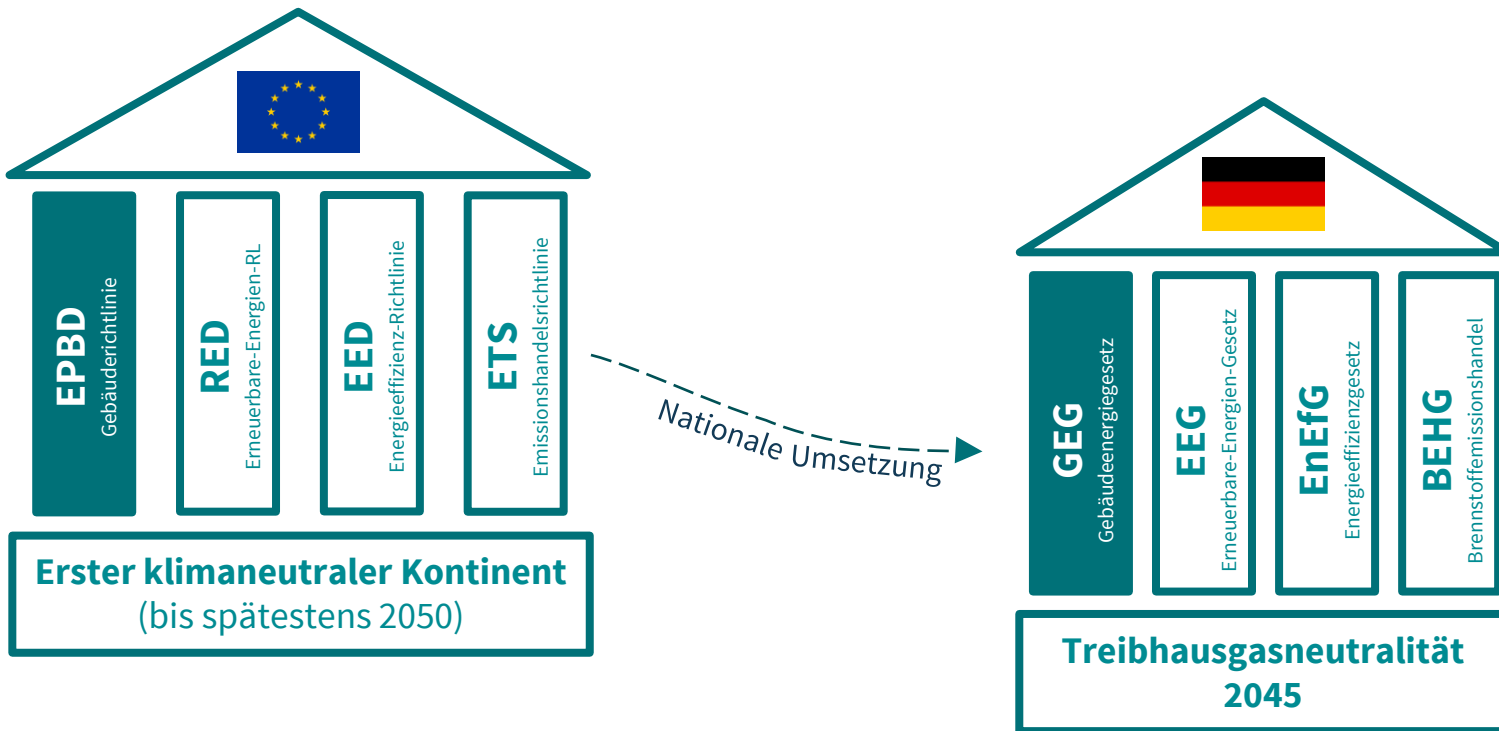 EPBD
Gebäuderichtlinie
RED
Erneuerbare-Energien-RL
EED
Energieeffizienz-Richtlinie
ETS
Emissionshandelsrichtlinie
Erster klimaneutraler Kontinent
(bis spätestens 2050)
Nationale Umsetzung
GEG
Gebäudeenergiegesetz
EEG
Erneuerbare-Energien-Gesetz
EnEfG
Energieeffizienzgesetz
BEHG
Brennstoffemissionshandel
Treibhausgasneutralität
2045